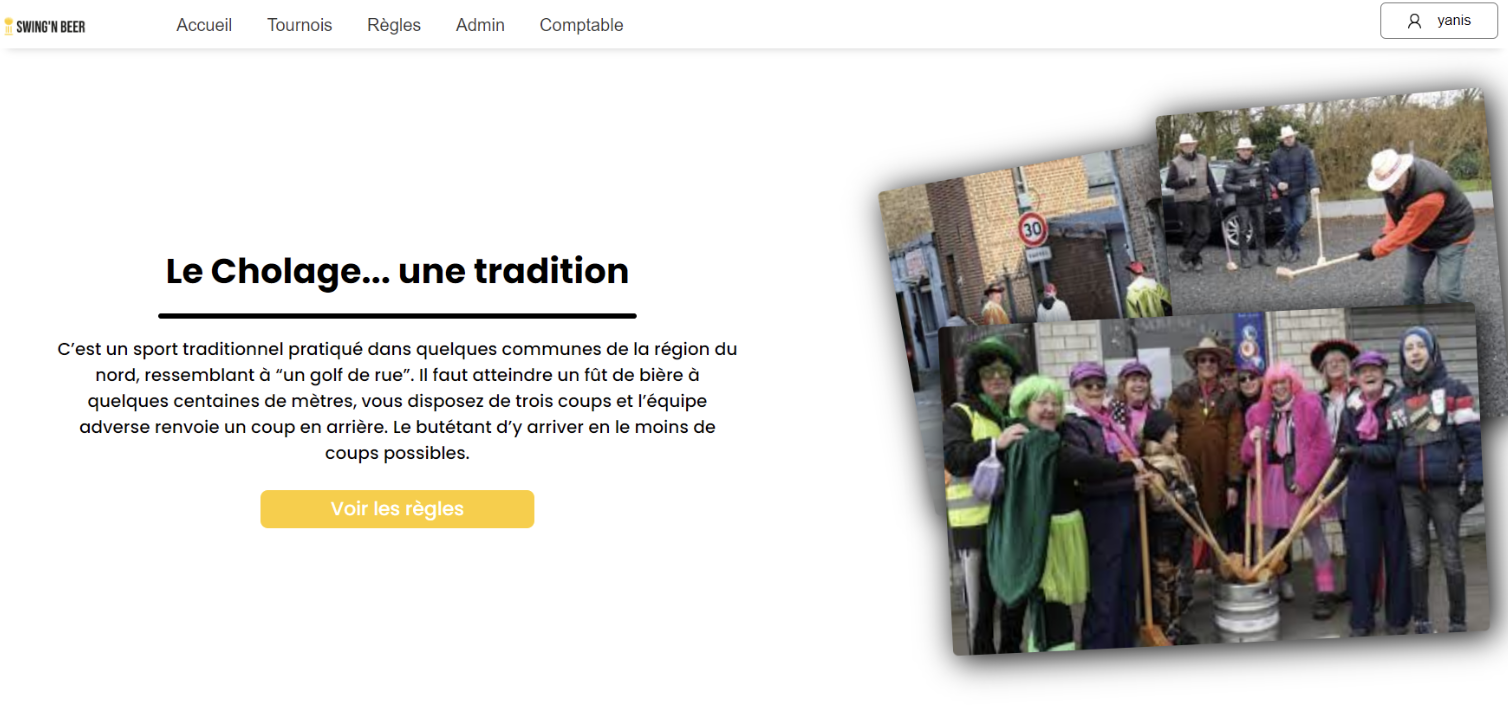 SWING'N BEER
Accueil
Tournois
Règles
Admin
Comptable
yanis
Le Cholage... une tradition
C’est un sport traditionnel pratiqué dans quelques communes de la région du
nord, ressemblant à “un golf de rue”. Il faut atteindre un fût de bière à
quelques centaines de mètres, vous disposez de trois coups et l’équipe
adverse renvoie un coup en arrière. Le butétant d’y arriver en le moins de
coups possibles.
Voir les règles
30